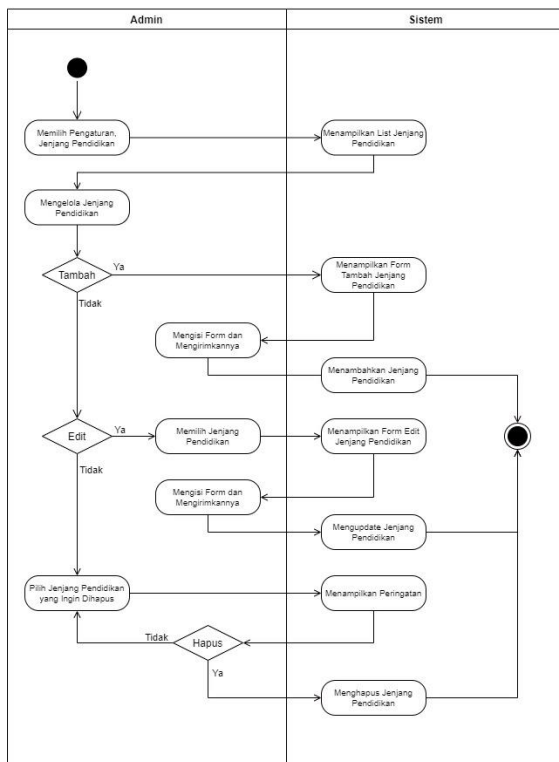 Admin
Sistem
Memilih Pengaturan,
Jenjang Pendidikan
Menampilkan List Jenjang
Pendidikan
Mengelola Jenjang
Pendidikan
Tambah
Ya
Menampilkan Form
Tambah Jenjang
Pendidikan
Tidak
Mengisi Form dan
Mengirimkannya
Menambahkan Jenjang
Pendidikan
Edit
Ya
Memilih Jenjang
Pendidikan
Menampilkan Form Edit
Jenjang Pendidikan
Tidak
Mengisi Form dan
Mengirimkannya
Mengupdate Jenjang
Pendidikan
Pilih Jenjang Pendidikan
yang Ingin Dihapus
Menampilkan Peringatan
Tidak
Hapus
Ya
Menghapus Jenjang
Pendidikan